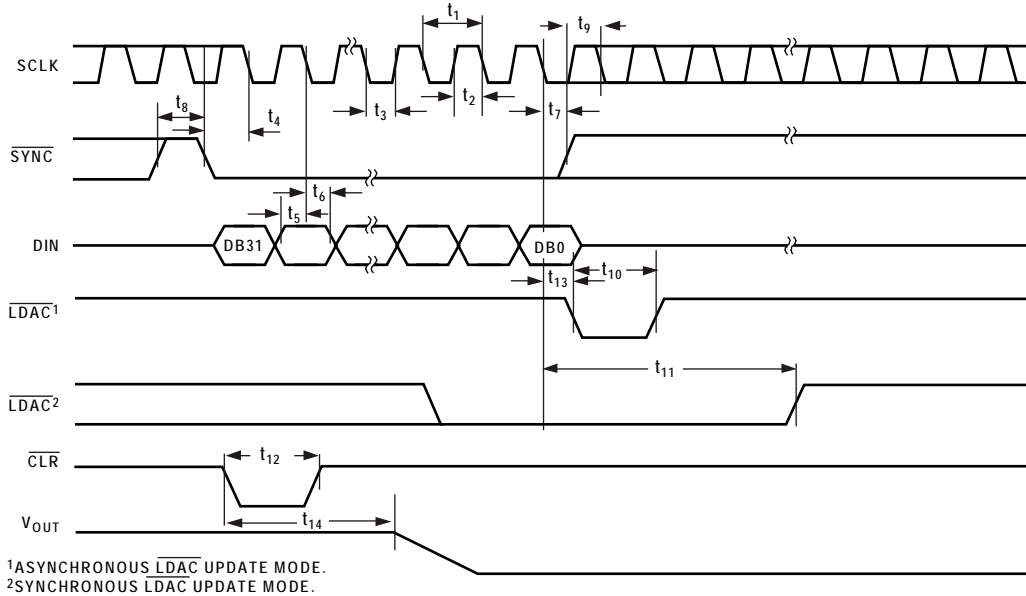 t1
t9
SCLK
t8
t4
t3
t2
t7
SYNC
t6
t5
DIN
DB31
DB0
t10
t13
LDAC1
t11
LDAC2
CLR
t12
VOUT
t14
1ASYNCHRONOUS LDAC UPDATE MODE.
2SYNCHRONOUS LDAC UPDATE MODE.